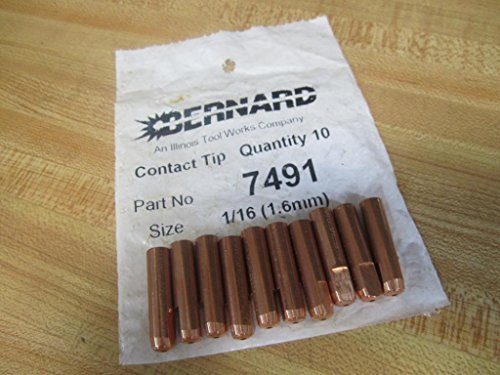 BERNARD
An Illinois Tool Works Company
Contact Tip Quantity 10
Part No 7491
Size 1/16 (1.6mm)